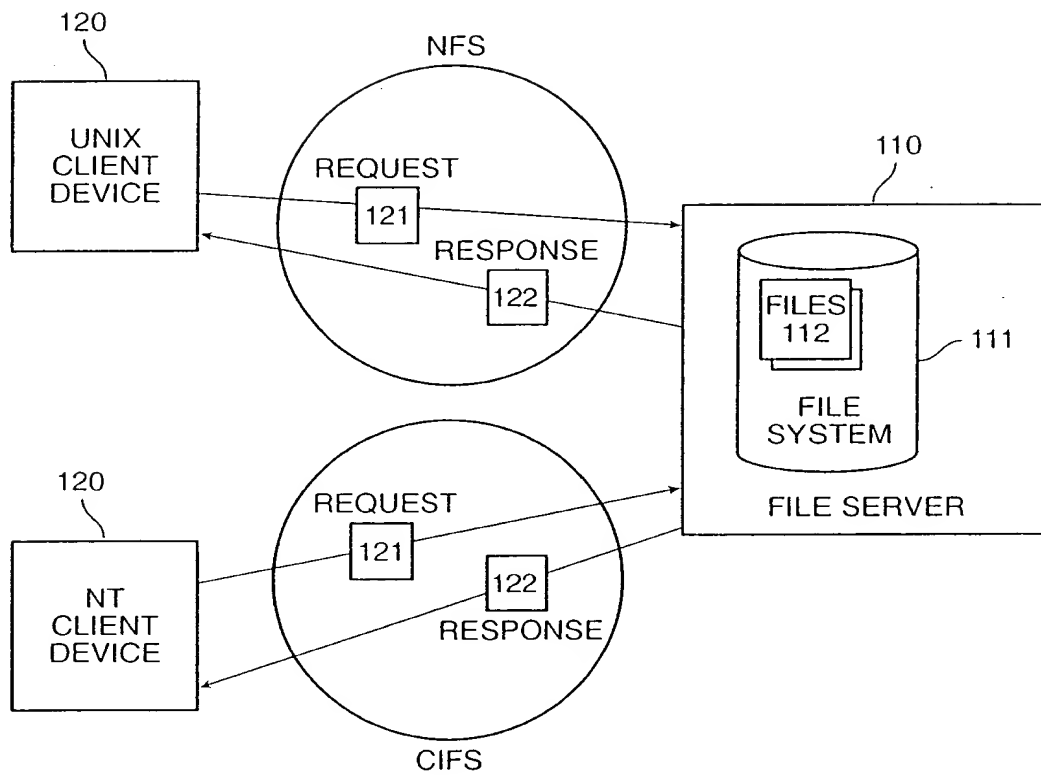 120
UNIX
CLIENT
DEVICE
NFS
REQUEST
121
RESPONSE
122
110
FILES
112
111
FILE
SYSTEM
FILE SERVER
120
NT
CLIENT
DEVICE
REQUEST
121
122
RESPONSE
CIFS